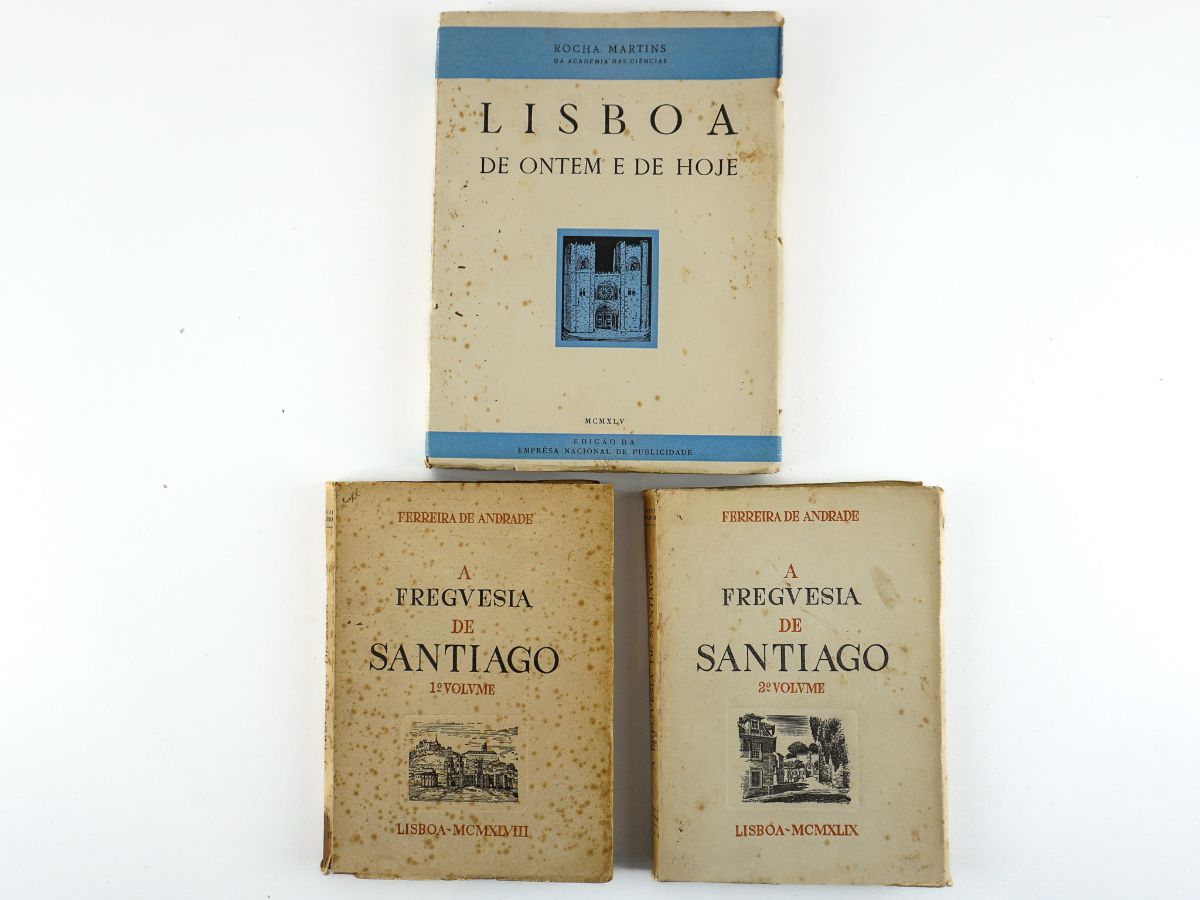 ROCHA MARTINS
DA ACADEMIA DAS CIÊNCIAS
LISBOA
DE ONTEM E DE HOJE
MCMXLV
EDIÇÃO DA
EMPRÊSA NACIONAL DE PUBLICIDADE
FERREIRA DE ANDRADE
A
FREGVESIA
DE
SANTIAGO
1º VOLVME
LISBOA-MCMXLVIII
FERREIRA DE ANDRADE
A
FREGVESIA
DE
SANTIAGO
2º VOLVME
LISBOA-MCMXLIX